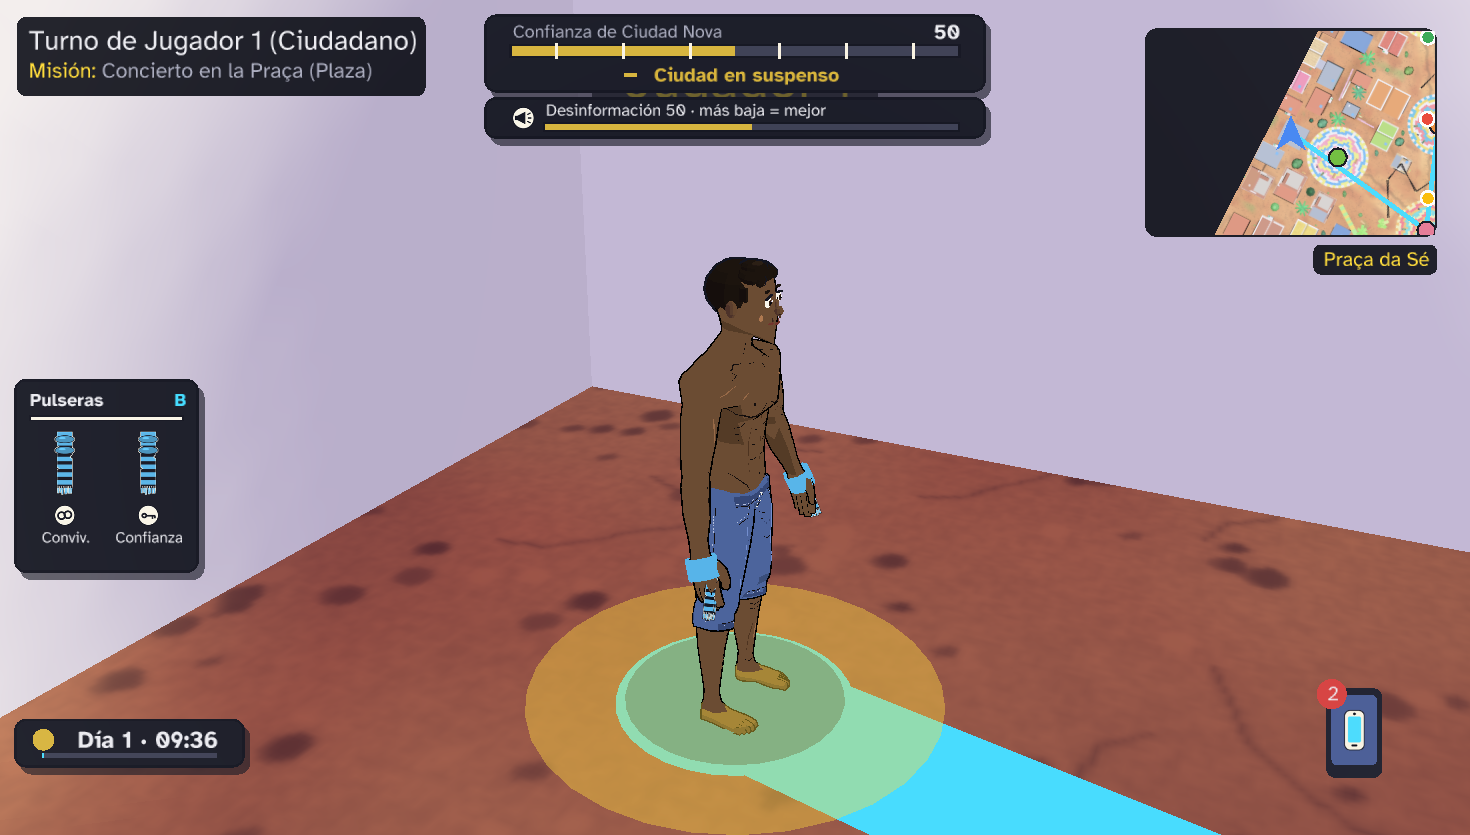 Turno de Jugador 1 (Ciudadano)
Misión: Concierto en la Praça (Plaza)
Confianza de Ciudad Nova 50
Ciudad en suspenso
Desinformación 50 · más baja = mejor
Praça da Sé
Pulseras B
Conviv. Confianza
Día 1 · 09:36
2